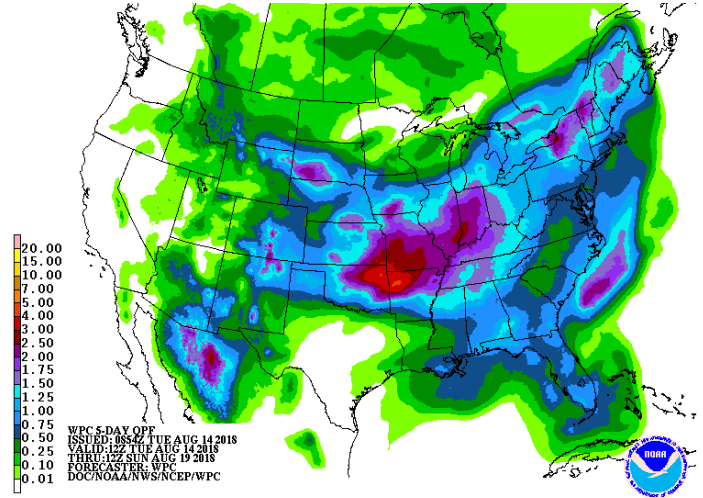 20.00
15.00
10.00
7.00
5.00
4.00
3.00
2.50
2.00
1.75
1.50
1.25
1.00
0.75
0.50
0.25
0.10
0.01
WPC 5-DAY QPF
ISSUED: 0854Z TUE AUG 14 2018
VALID:12Z TUE AUG 14 2018
THRU:12Z SUN AUG 19 2018
FORECASTER: WPC
DOC/NOAA/NWS/NCEP/WPC
NOAA